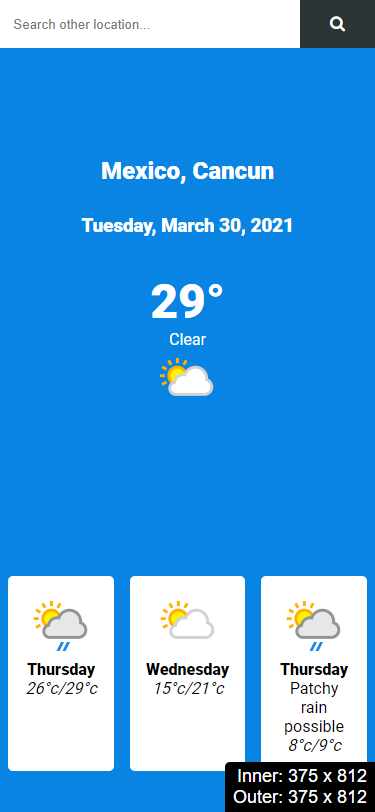 Search other location...
Mexico, Cancun
Tuesday, March 30, 2021
29°
Clear
Thursday
26°c/29°c
Wednesday
15°c/21°c
Thursday
Patchy
rain
possible
8°c/9°c
Inner: 375 x 812
Outer: 375 x 812